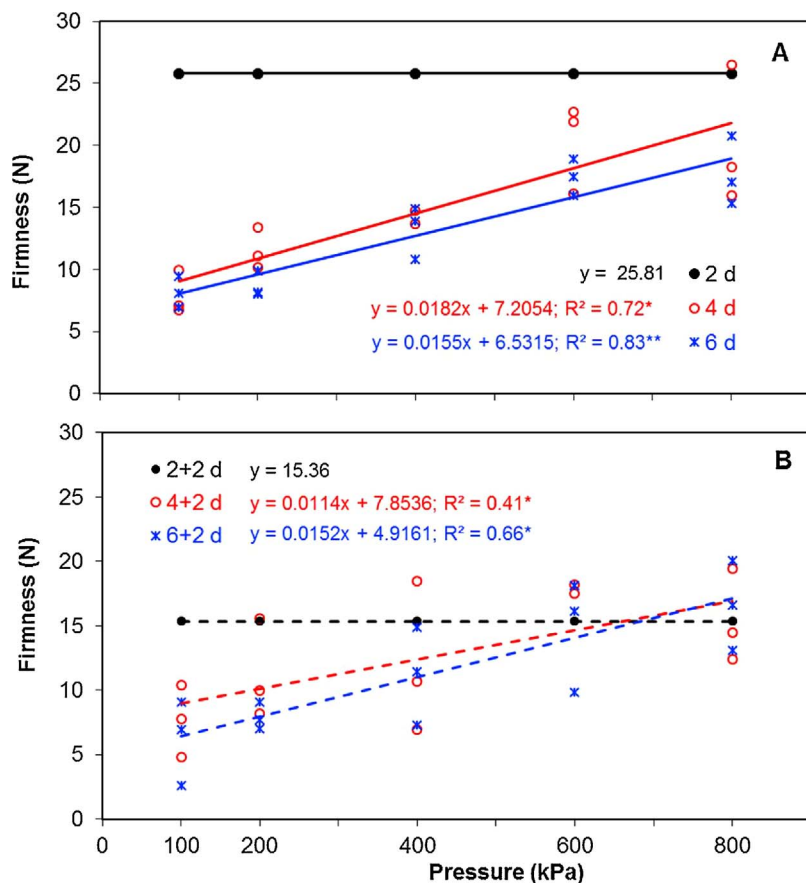 30
A
25
20
15
10
5
0
Firmness (N)
y = 25.81 2 d
y = 0.0182x + 7.2054; R² = 0.72* 4 d
y = 0.0155x + 6.5315; R² = 0.83** 6 d
30
B
25
20
15
10
5
0
Firmness (N)
2+2 d y = 15.36
4+2 d y = 0.0114x + 7.8536; R² = 0.41*
6+2 d y = 0.0152x + 4.9161; R² = 0.66*
0 100 200 400 600 800
Pressure (kPa)